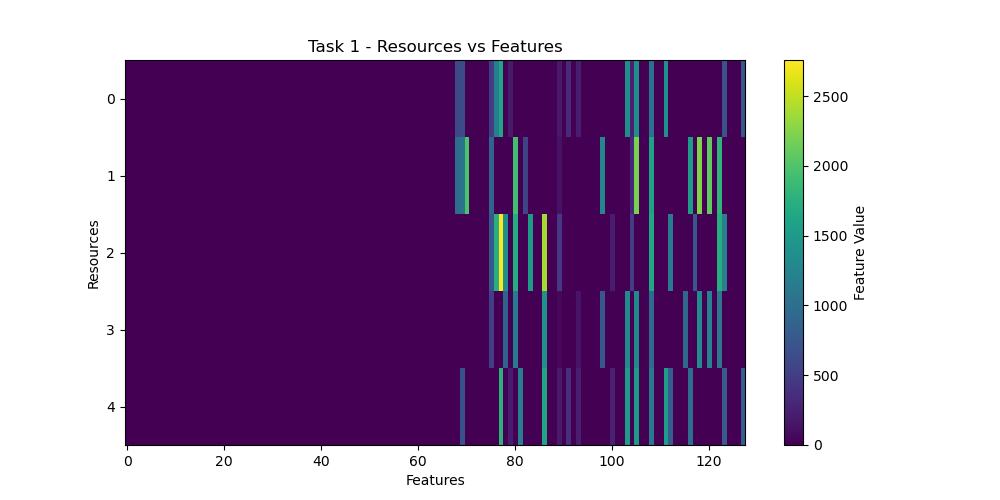 Task 1 - Resources vs Features
Resources
0
1
2
3
4
0 20 40 60 80 100 120
Features
2500
2000
1500
1000
500
0
Feature Value